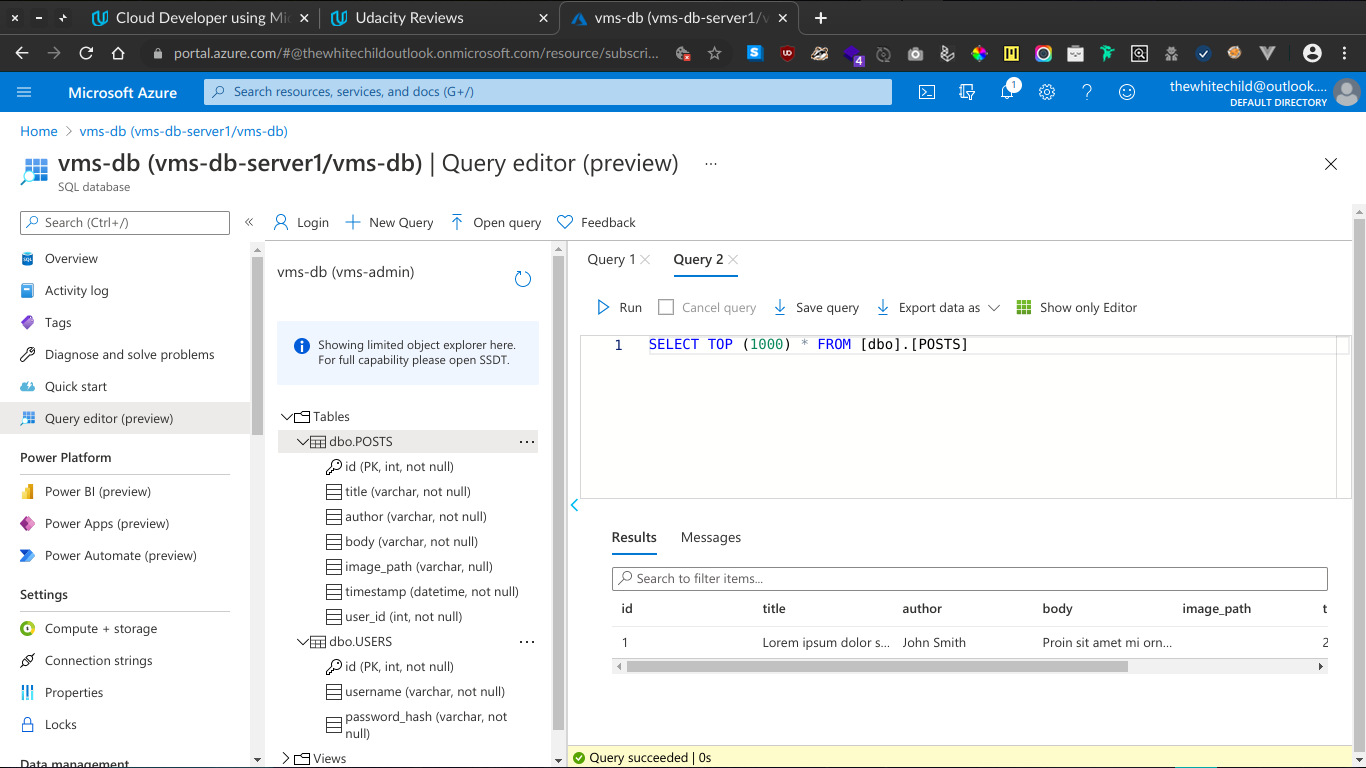 Cloud Developer using Mi
Udacity Reviews
vms-db (vms-db-server1/v
portal.azure.com/#@thewhitechildoutlook.onmicrosoft.com/resource/subscri...
4
Microsoft Azure
Search resources, services, and docs (G+/)
1
thewhitechild@outlook....
DEFAULT DIRECTORY
Home > vms-db (vms-db-server1/vms-db)
vms-db (vms-db-server1/vms-db) | Query editor (preview) ...
SQL database
Search (Ctrl+/)
Overview
Activity log
Tags
Diagnose and solve problems
Quick start
Query editor (preview)
Power Platform
Power BI (preview)
Power Apps (preview)
Power Automate (preview)
Settings
Compute + storage
Connection strings
Properties
Locks
Data management
Login
New Query
Open query
Feedback
vms-db (vms-admin)
Showing limited object explorer here.
For full capability please open SSDT.
Tables
dbo.POSTS
id (PK, int, not null)
title (varchar, not null)
author (varchar, not null)
body (varchar, not null)
image_path (varchar, null)
timestamp (datetime, not null)
user_id (int, not null)
dbo.USERS
id (PK, int, not null)
username (varchar, not null)
password_hash (varchar, not
null)
Views
Query 1
Query 2
Run
Cancel query
Save query
Export data as
Show only Editor
1 SELECT TOP (1000) * FROM [dbo].[POSTS]
Results
Messages
Search to filter items...
id title author body image_path t
1 Lorem ipsum dolor s... John Smith Proin sit amet mi orn... 2
Query succeeded | 0s